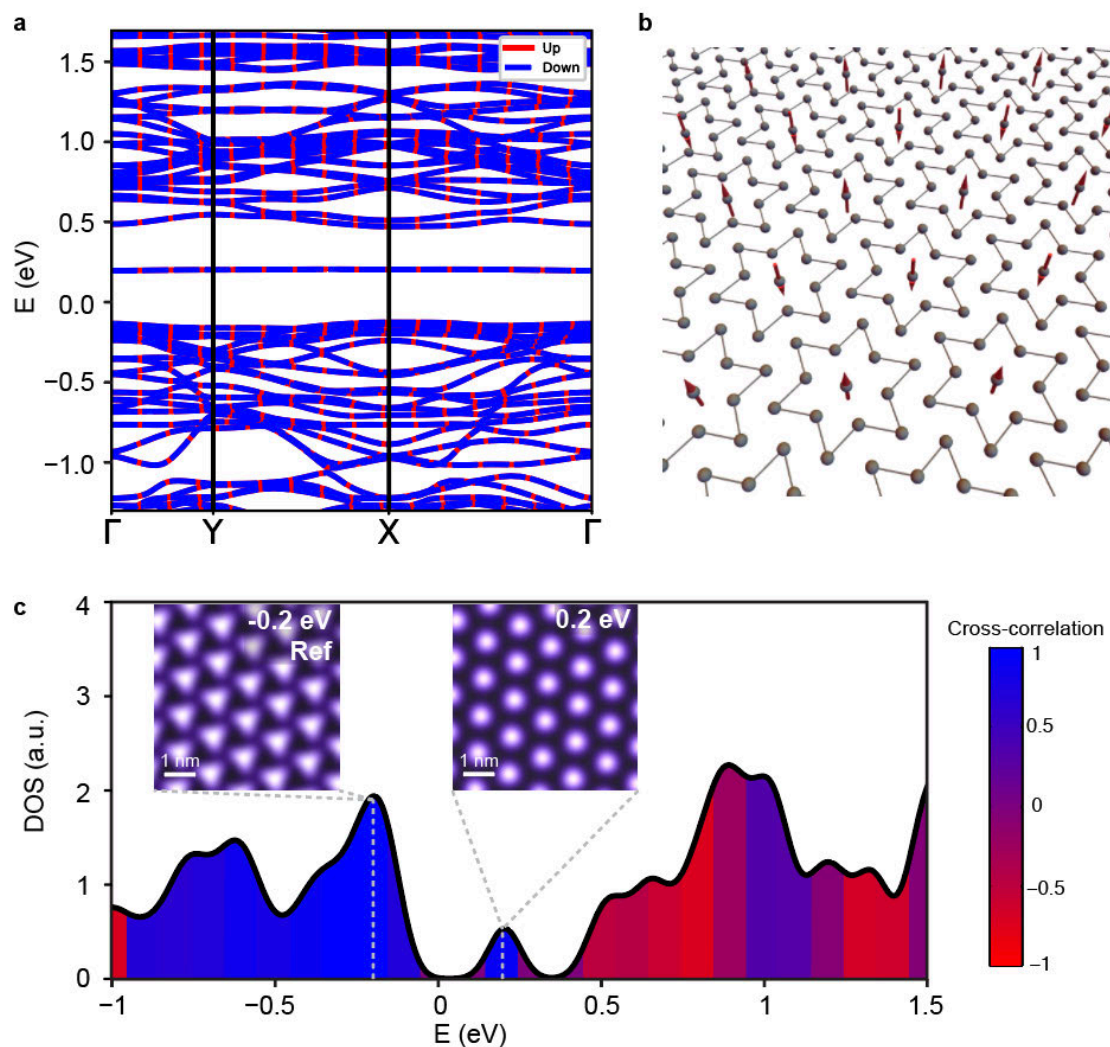 a
b
Up
Down
1.5
1.0
0.5
0.0
−0.5
−1.0
E (eV)
Γ
Y
X
Γ
c
4
3
2
1
0
DOS (a.u.)
-0.2 eV
Ref
1 nm
0.2 eV
1 nm
−1
−0.5
0
0.5
1
1.5
E (eV)
Cross-correlation
1
0.5
0
−0.5
−1